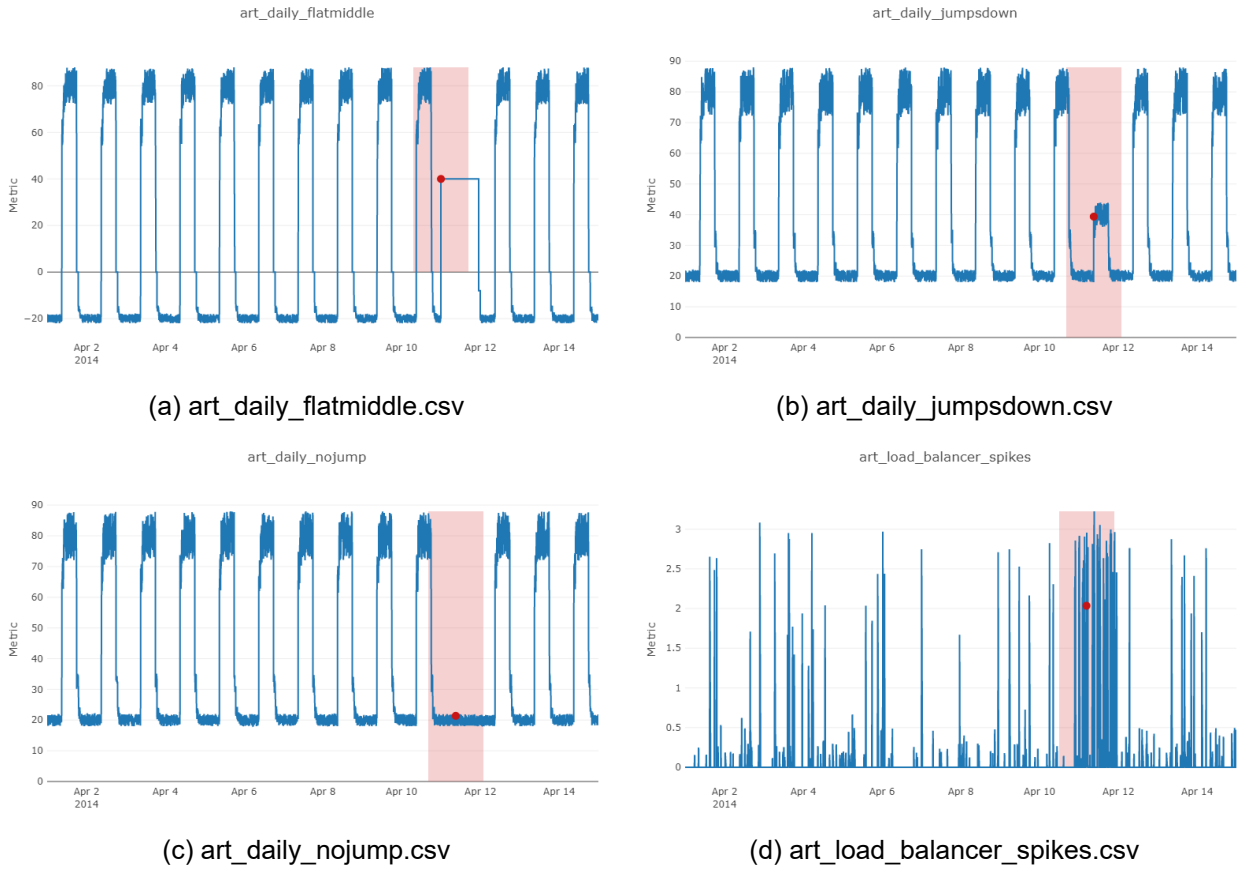 art_daily_flatmiddle
80
60
40
20
0
−20
Metric
Apr 2
2014
Apr 4
Apr 6
Apr 8
Apr 10
Apr 12
Apr 14
(a) art_daily_flatmiddle.csv
art_daily_jumpsdown
90
80
70
60
50
40
30
20
10
0
Metric
Apr 2
2014
Apr 4
Apr 6
Apr 8
Apr 10
Apr 12
Apr 14
(b) art_daily_jumpsdown.csv
art_daily_nojump
90
80
70
60
50
40
30
20
10
0
Metric
Apr 2
2014
Apr 4
Apr 6
Apr 8
Apr 10
Apr 12
Apr 14
(c) art_daily_nojump.csv
art_load_balancer_spikes
3
2.5
2
1.5
1
0.5
0
Metric
Apr 2
2014
Apr 4
Apr 6
Apr 8
Apr 10
Apr 12
Apr 14
(d) art_load_balancer_spikes.csv